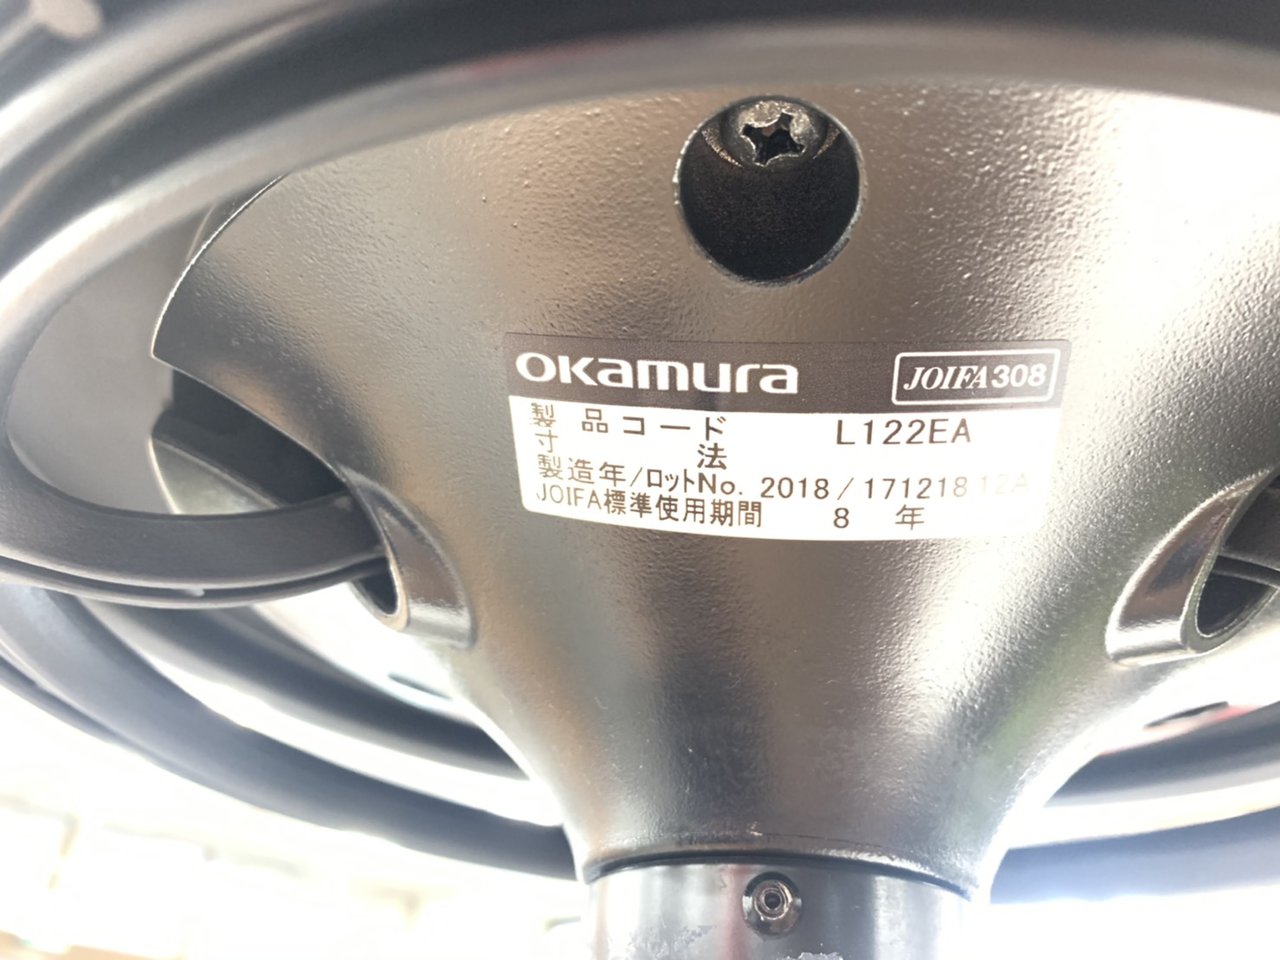 okamura
JOIFA308
製品コード L122EA
寸法
製造年/ロットNo. 2018/171218 12A
JOIFA標準使用期間 8 年